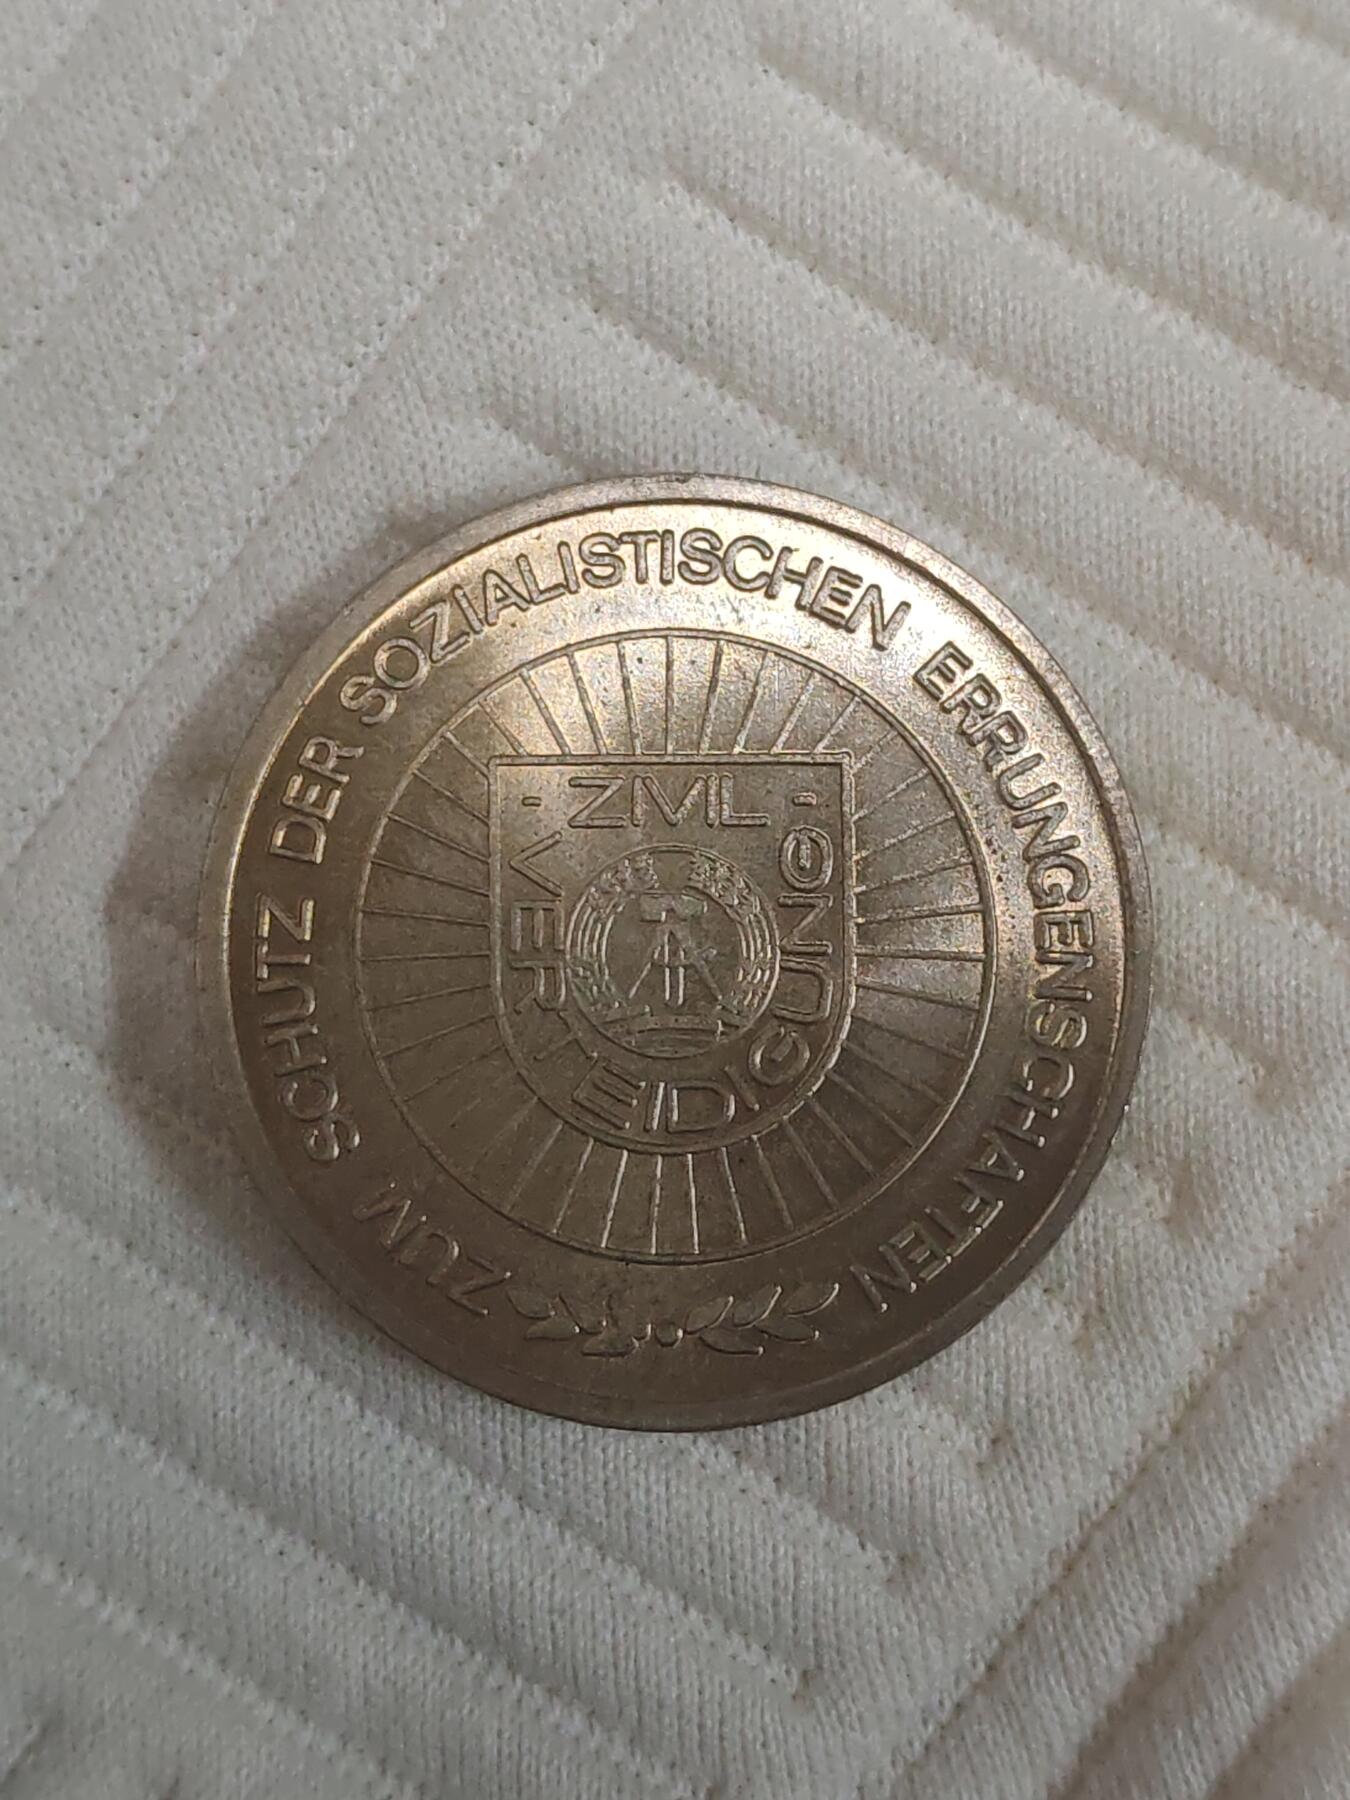 ZUM SCHUTZ DER SOZIALISTISCHEN ERRUNGENSCHAFTEN
· ZIVIL ·
VERTEIDIGUNG